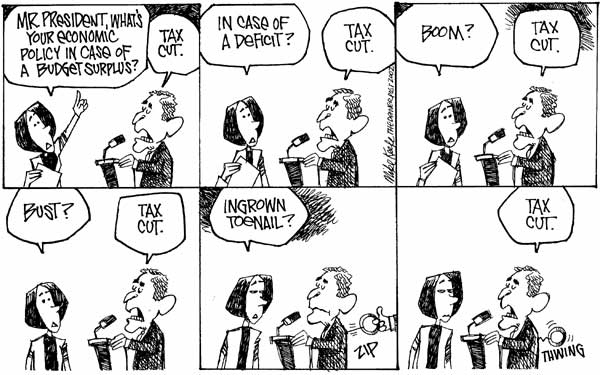 MR. PRESIDENT, WHAT'S
YOUR ECONOMIC
POLICY IN CASE OF
A BUDGET SURPLUS?
TAX
CUT.
IN CASE OF
A DEFICIT?
TAX
CUT.
BOOM?
TAX
CUT.
BUST?
TAX
CUT.
INGROWN
TOENAIL?
ZIP
TAX
CUT.
THWING